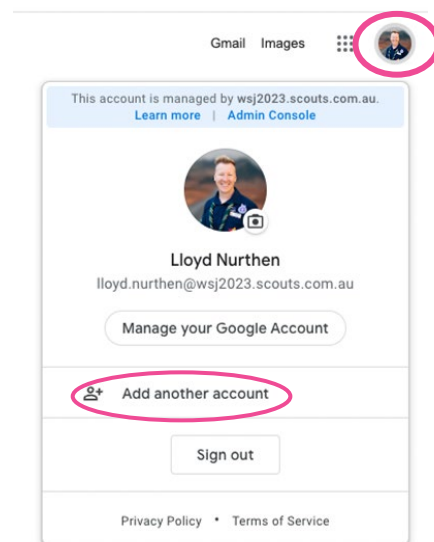 Gmail Images
This account is managed by wsj2023.scouts.com.au.
Learn more | Admin Console
Lloyd Nurthen
lloyd.nurthen@wsj2023.scouts.com.au
Manage your Google Account
Add another account
Sign out
Privacy Policy • Terms of Service